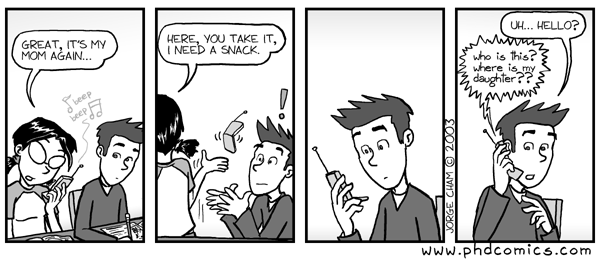 GREAT, IT'S MY
MOM AGAIN...
beep
beep
HERE, YOU TAKE IT,
I NEED A SNACK.
!
JORGE CHAM © 2003
UH... HELLO?
who is this?
where is my
daughter??
www.phdcomics.com